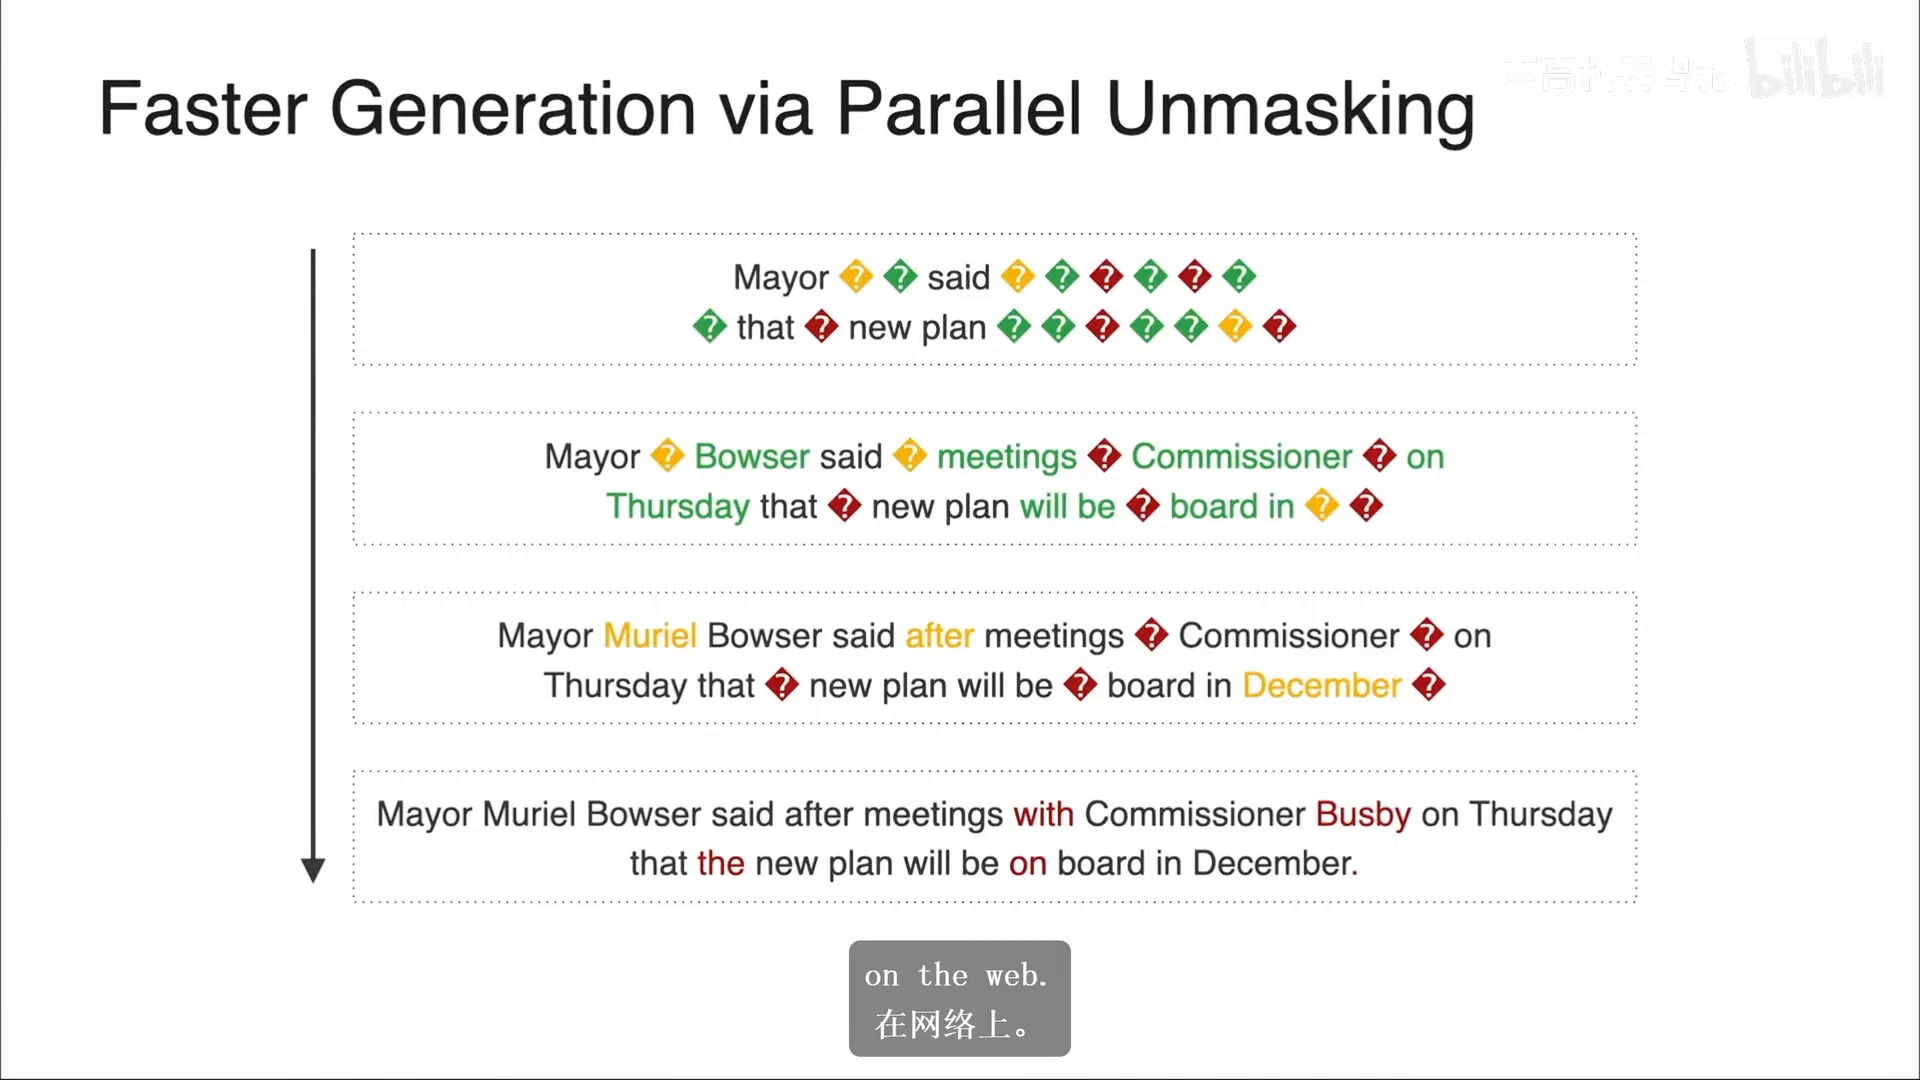 Faster Generation via Parallel Unmasking
bilibili
Mayor � � said � � � � � �
� that � new plan � � � � � � �
Mayor � Bowser said � meetings � Commissioner � on
Thursday that � new plan will be � board in � �
Mayor Muriel Bowser said after meetings � Commissioner � on
Thursday that � new plan will be � board in December �
Mayor Muriel Bowser said after meetings with Commissioner Busby on Thursday
that the new plan will be on board in December.
on the web.
在网络上。